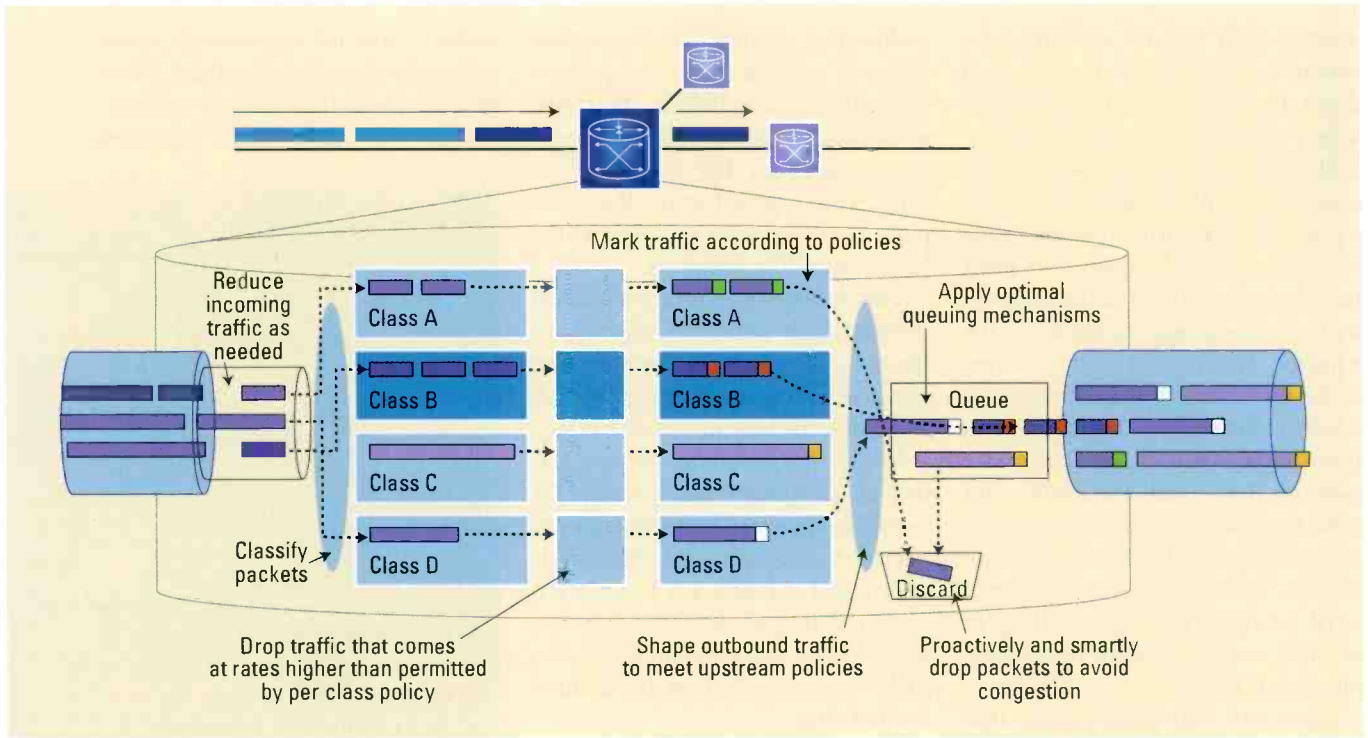 Mark traffic according to policies
Reduce
incoming
traffic as
needed
Apply optimal
queuing mechanisms
Class A
Class A
Class B
Class B
Queue
Class C
Class C
Class D
Class D
Classify
packets
Discard
Drop traffic that comes
at rates higher than permitted
by per class policy
Shape outbound traffic
to meet upstream policies
Proactively and smartly
drop packets to avoid
congestion